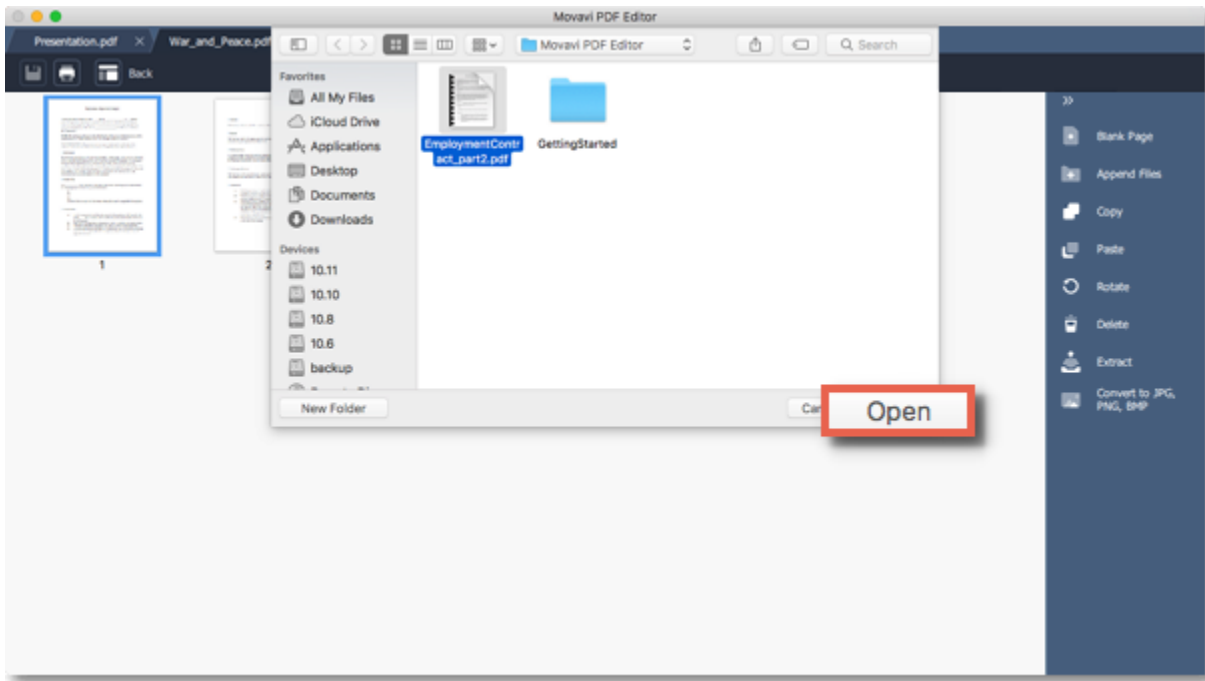 Movavi PDF Editor
Presentation.pdf
War_and_Peace.pdf
Movavi PDF Editor
Search
Back
Favorites
All My Files
iCloud Drive
Applications
Desktop
Documents
Downloads
Devices
10.11
10.10
10.8
10.6
backup
EmploymentContr
act_part2.pdf
GettingStarted
New Folder
Open
1
2
Blank Page
Append Files
Copy
Paste
Rotate
Delete
Extract
Convert to JPG,
PNG, BMP